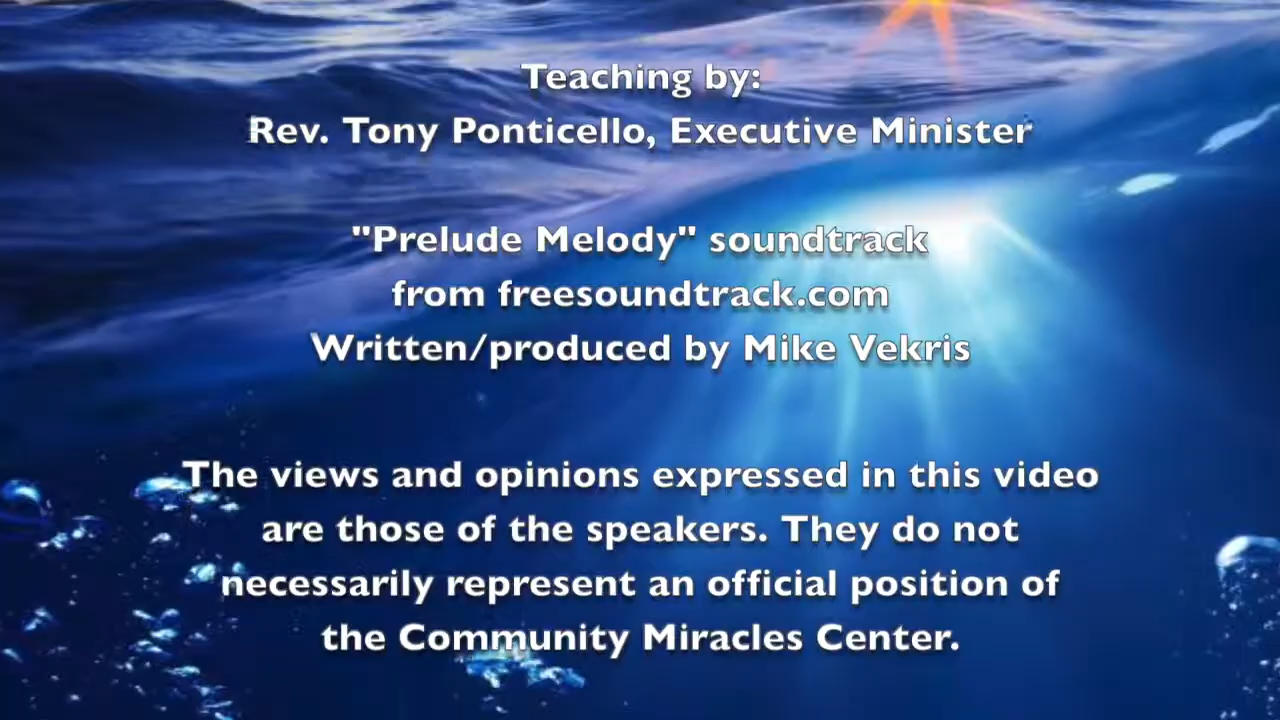 Teaching by:
Rev. Tony Ponticello, Executive Minister
"Prelude Melody" soundtrack
from freesoundtrack.com
Written/produced by Mike Vekris
The views and opinions expressed in this video
are those of the speakers. They do not
necessarily represent an official position of
the Community Miracles Center.